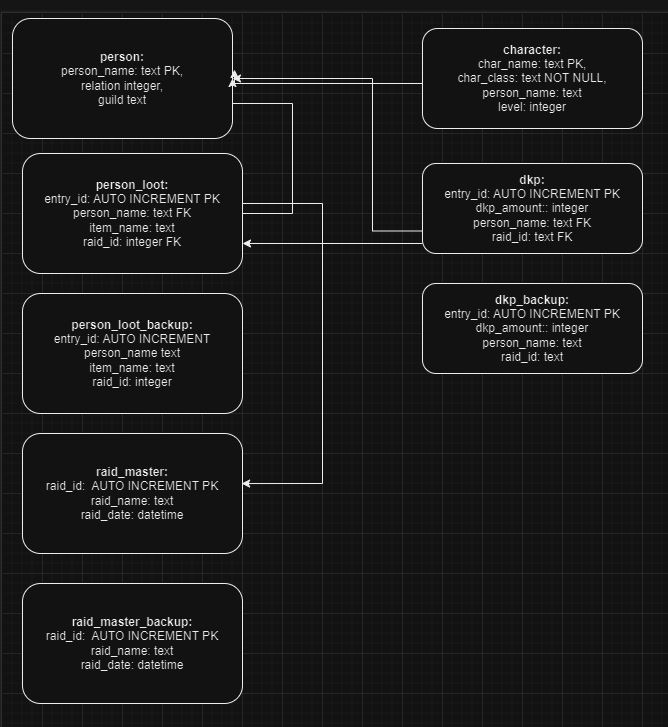 person:
person_name: text PK,
relation integer,
guild text
character:
char_name: text PK,
char_class: text NOT NULL,
person_name: text
level: integer
person_loot:
entry_id: AUTO INCREMENT PK
person_name: text FK
item_name: text
raid_id: integer FK
dkp:
entry_id: AUTO INCREMENT PK
dkp_amount:: integer
person_name: text FK
raid_id: text FK
person_loot_backup:
entry_id: AUTO INCREMENT
person_name text
item_name: text
raid_id: integer
dkp_backup:
entry_id: AUTO INCREMENT PK
dkp_amount:: integer
person_name: text
raid_id: text
raid_master:
raid_id:  AUTO INCREMENT PK
raid_name: text
raid_date: datetime
raid_master_backup:
raid_id:  AUTO INCREMENT PK
raid_name: text
raid_date: datetime